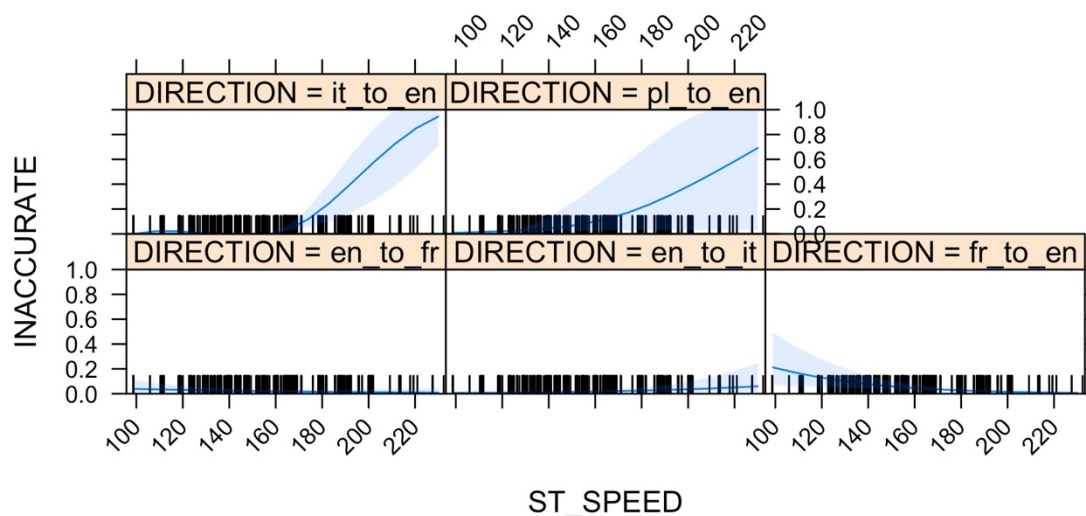 100 120 140 160 180 200 220
DIRECTION = it_to_en DIRECTION = pl_to_en
1.0
0.8
0.6
0.4
0.2
0.0
INACCURATE
DIRECTION = en_to_fr DIRECTION = en_to_it DIRECTION = fr_to_en
1.0
0.8
0.6
0.4
0.2
0.0
100 120 140 160 180 200 220 100 120 140 160 180 200 220
ST_SPEED